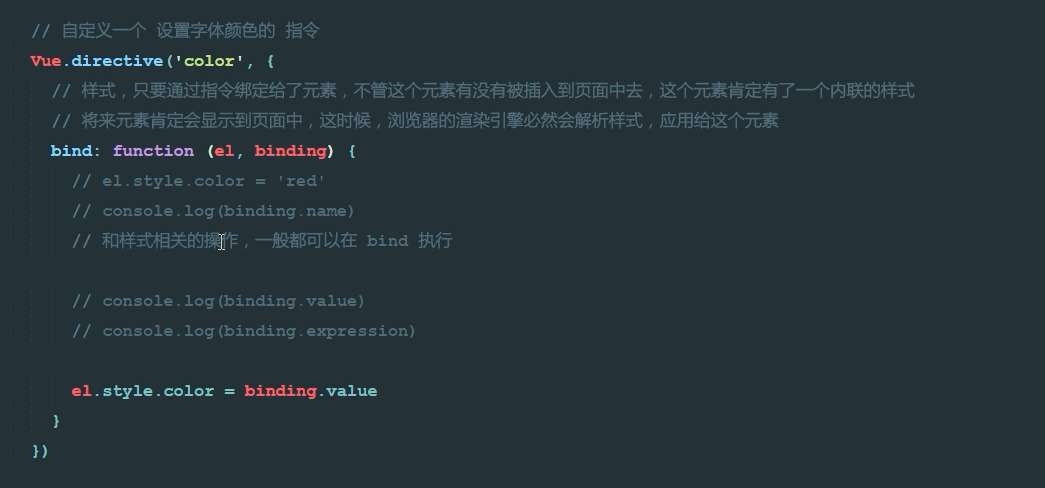 // 自定义一个 设置字体颜色的 指令
Vue.directive('color', {
// 样式，只要通过指令绑定给了元素，不管这个元素有没有被插入到页面中去，这个元素肯定有了一个内联的样式
// 将来元素肯定会显示到页面中，这时候，浏览器的渲染引擎必然会解析样式，应用给这个元素
bind: function (el, binding) {
// el.style.color = 'red'
// console.log(binding.name)
// 和样式相关的操作，一般都可以在 bind 执行
// console.log(binding.value)
// console.log(binding.expression)
el.style.color = binding.value
}
})